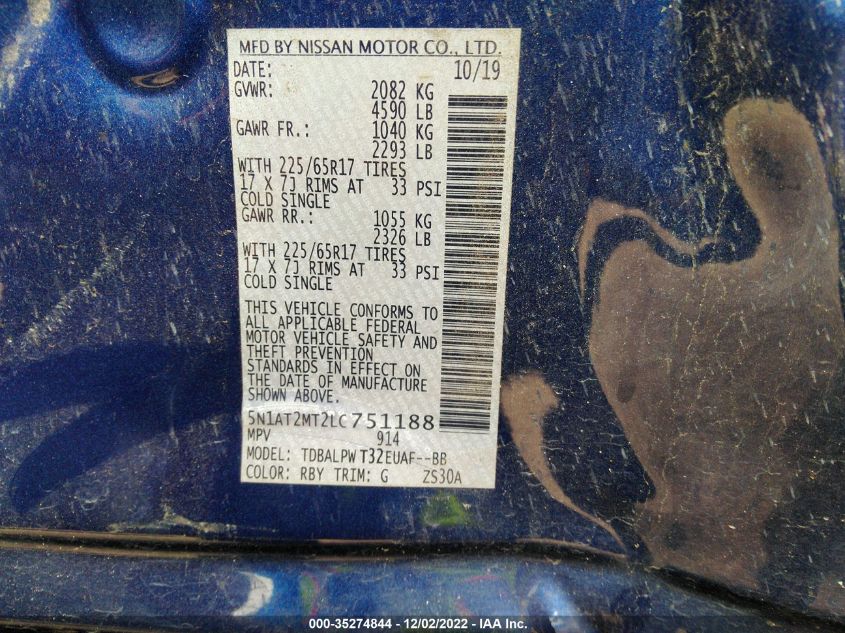 MFD BY NISSAN MOTOR CO., LTD.
DATE: 10/19
GVWR: 2082 KG
4590 LB
GAWR FR.: 1040 KG
2293 LB
WITH 225/65R17 TIRES
17 X 7J RIMS AT 33 PSI
COLD SINGLE
GAWR RR.: 1055 KG
2326 LB
WITH 225/65R17 TIRES
17 X 7J RIMS AT 33 PSI
COLD SINGLE
THIS VEHICLE CONFORMS TO
ALL APPLICABLE FEDERAL
MOTOR VEHICLE SAFETY AND
THEFT PREVENTION
STANDARDS IN EFFECT ON
THE DATE OF MANUFACTURE
SHOWN ABOVE.
5N1AT2MT2LC751188
MPV 914
MODEL: TDBALPW T32EUAF--BB
COLOR: RBY TRIM: G ZS30A
000-35274844 - 12/02/2022 - IAA Inc.